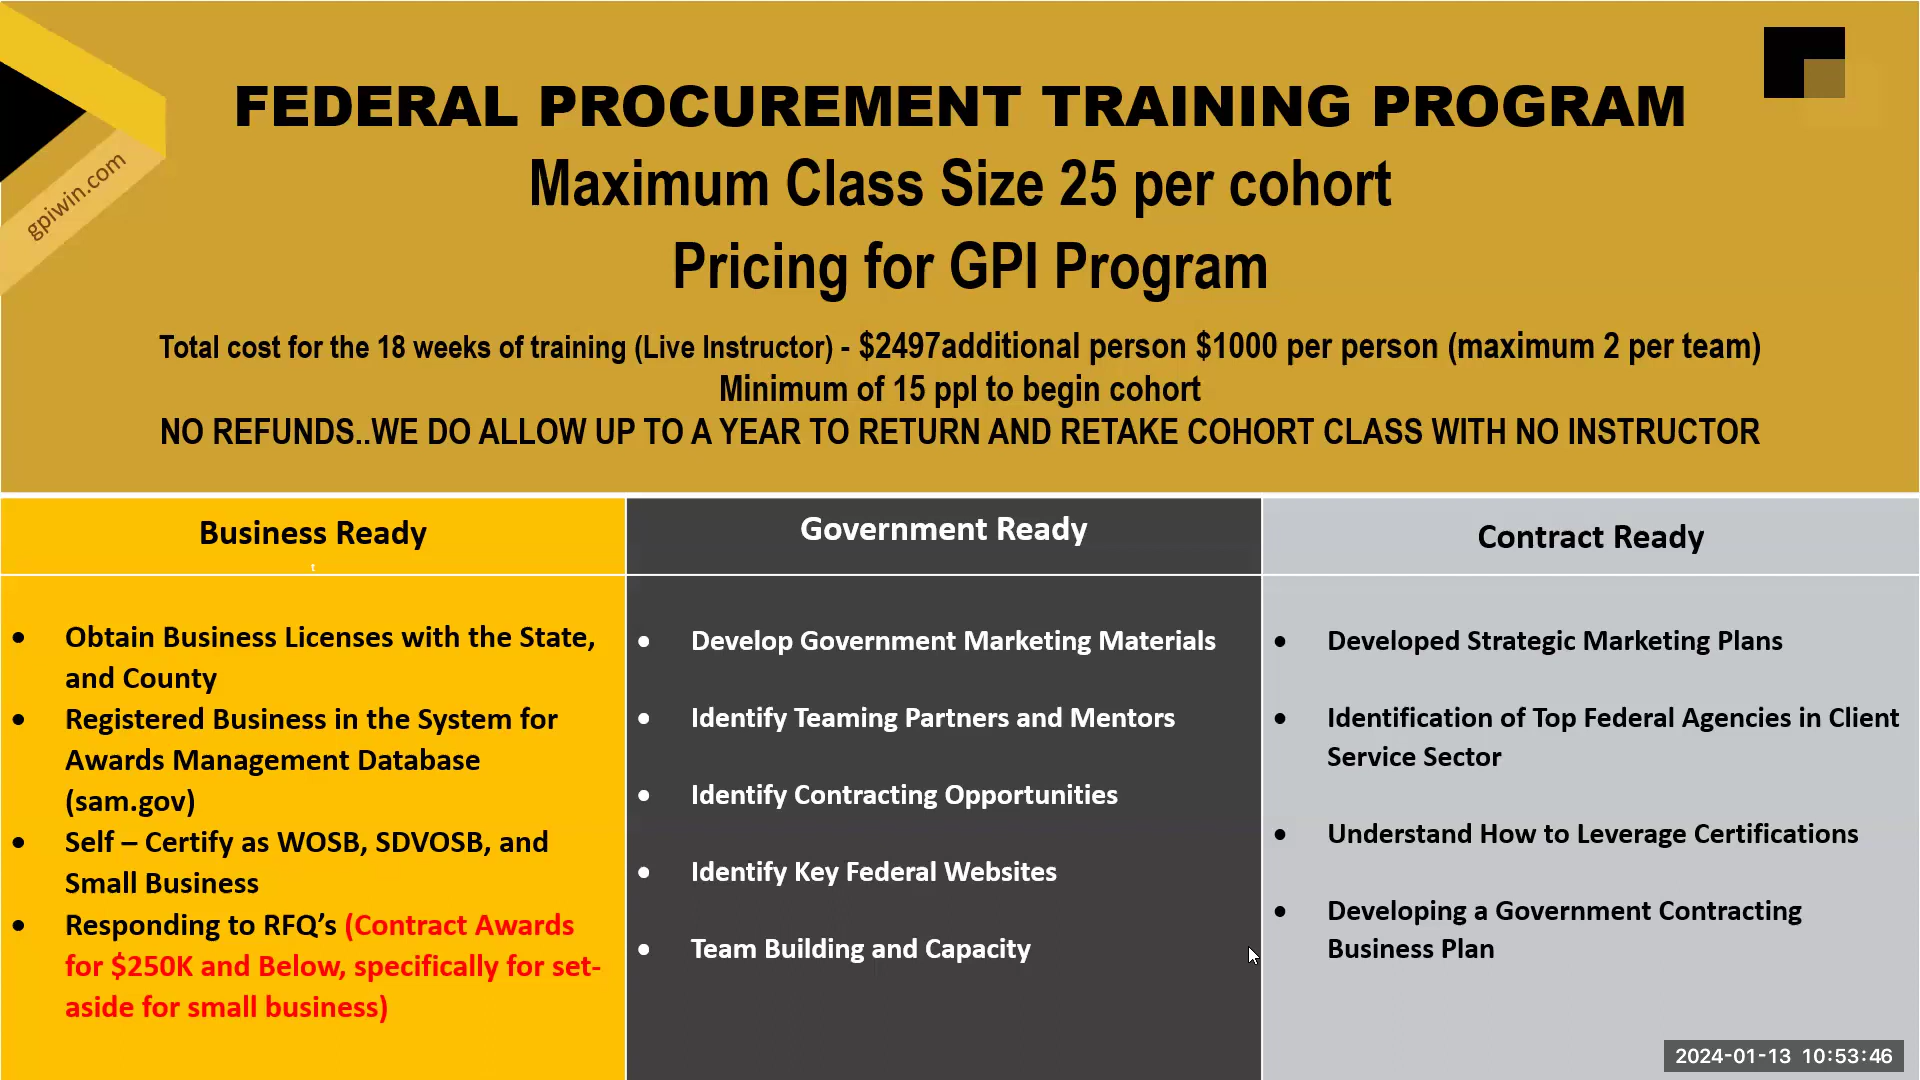 FEDERAL PROCUREMENT TRAINING PROGRAM
Maximum Class Size 25 per cohort
gpiwin.com
Pricing for GPI Program
Total cost for the 18 weeks of training (Live Instructor) - $2497additional person $1000 per person (maximum 2 per team)
Minimum of 15 ppl to begin cohort
NO REFUNDS..WE DO ALLOW UP TO A YEAR TO RETURN AND RETAKE COHORT CLASS WITH NO INSTRUCTOR
Business Ready
t
• Obtain Business Licenses with the State,
and County
• Registered Business in the System for
Awards Management Database
(sam.gov)
• Self – Certify as WOSB, SDVOSB, and
Small Business
• Responding to RFQ’s (Contract Awards
for $250K and Below, specifically for set-
aside for small business)
Government Ready
• Develop Government Marketing Materials
• Identify Teaming Partners and Mentors
• Identify Contracting Opportunities
• Identify Key Federal Websites
• Team Building and Capacity
Contract Ready
• Developed Strategic Marketing Plans
• Identification of Top Federal Agencies in Client
Service Sector
• Understand How to Leverage Certifications
• Developing a Government Contracting
Business Plan
2024-01-13 10:53:46